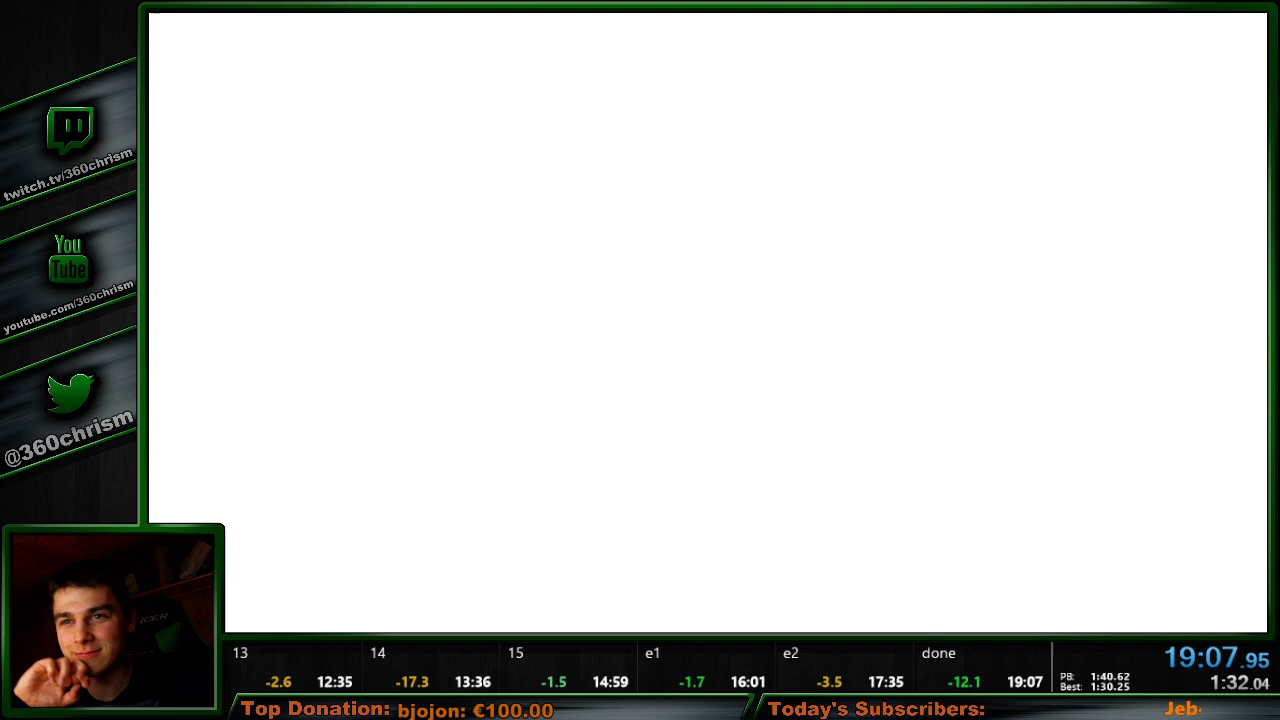 twitch.tv/360chrism
You
Tube
youtube.com/360chrism
@360chrism
13 14 15 e1 e2 done
-2.6 12:35 -17.3 13:36 -1.5 14:59 -1.7 16:01 -3.5 17:35 -12.1 19:07
19:07.95
PB: 1:40.62
Best: 1:30.25
1:32.04
Top Donation: bjojon: €100.00
Today's Subscribers: Jeb